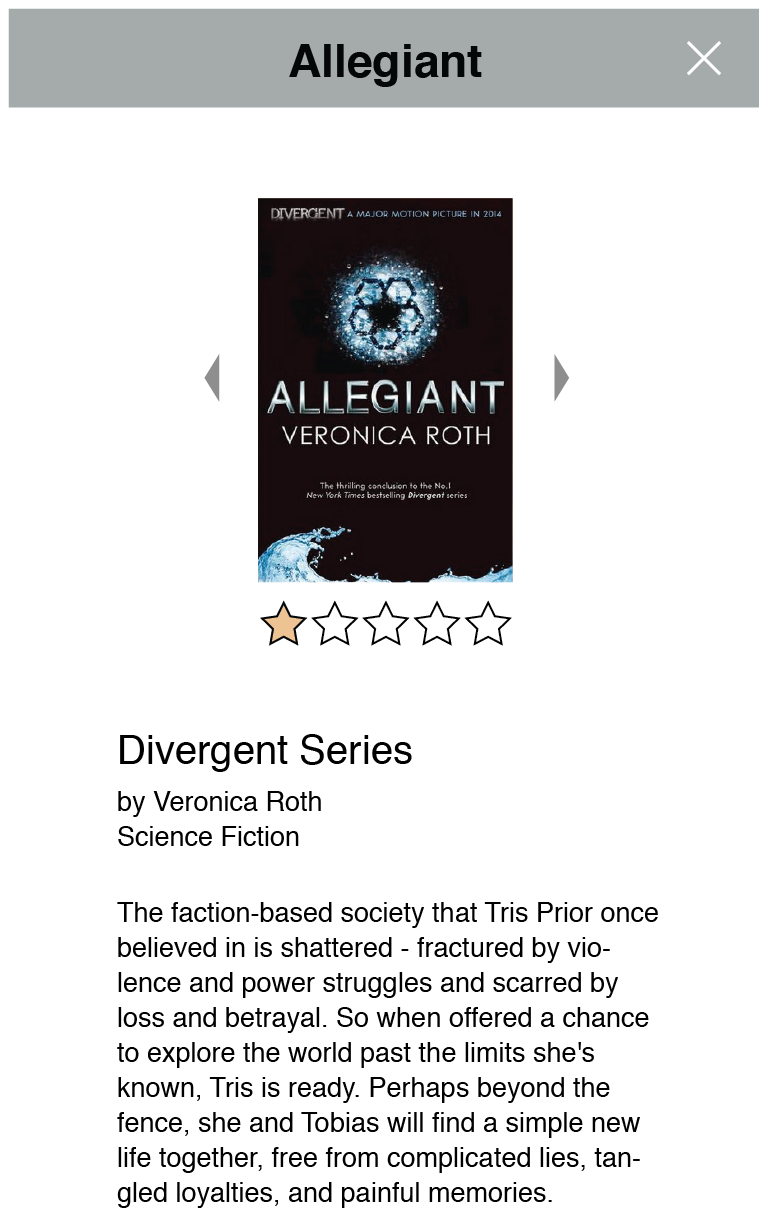 Allegiant
DIVERGENT A MAJOR MOTION PICTURE IN 2014
ALLEGIANT
VERONICA ROTH
The thrilling conclusion to the No.1
New York Times bestselling Divergent series
Divergent Series
by Veronica Roth
Science Fiction
The faction-based society that Tris Prior once
believed in is shattered - fractured by vio-
lence and power struggles and scarred by
loss and betrayal. So when offered a chance
to explore the world past the limits she's
known, Tris is ready. Perhaps beyond the
fence, she and Tobias will find a simple new
life together, free from complicated lies, tan-
gled loyalties, and painful memories.